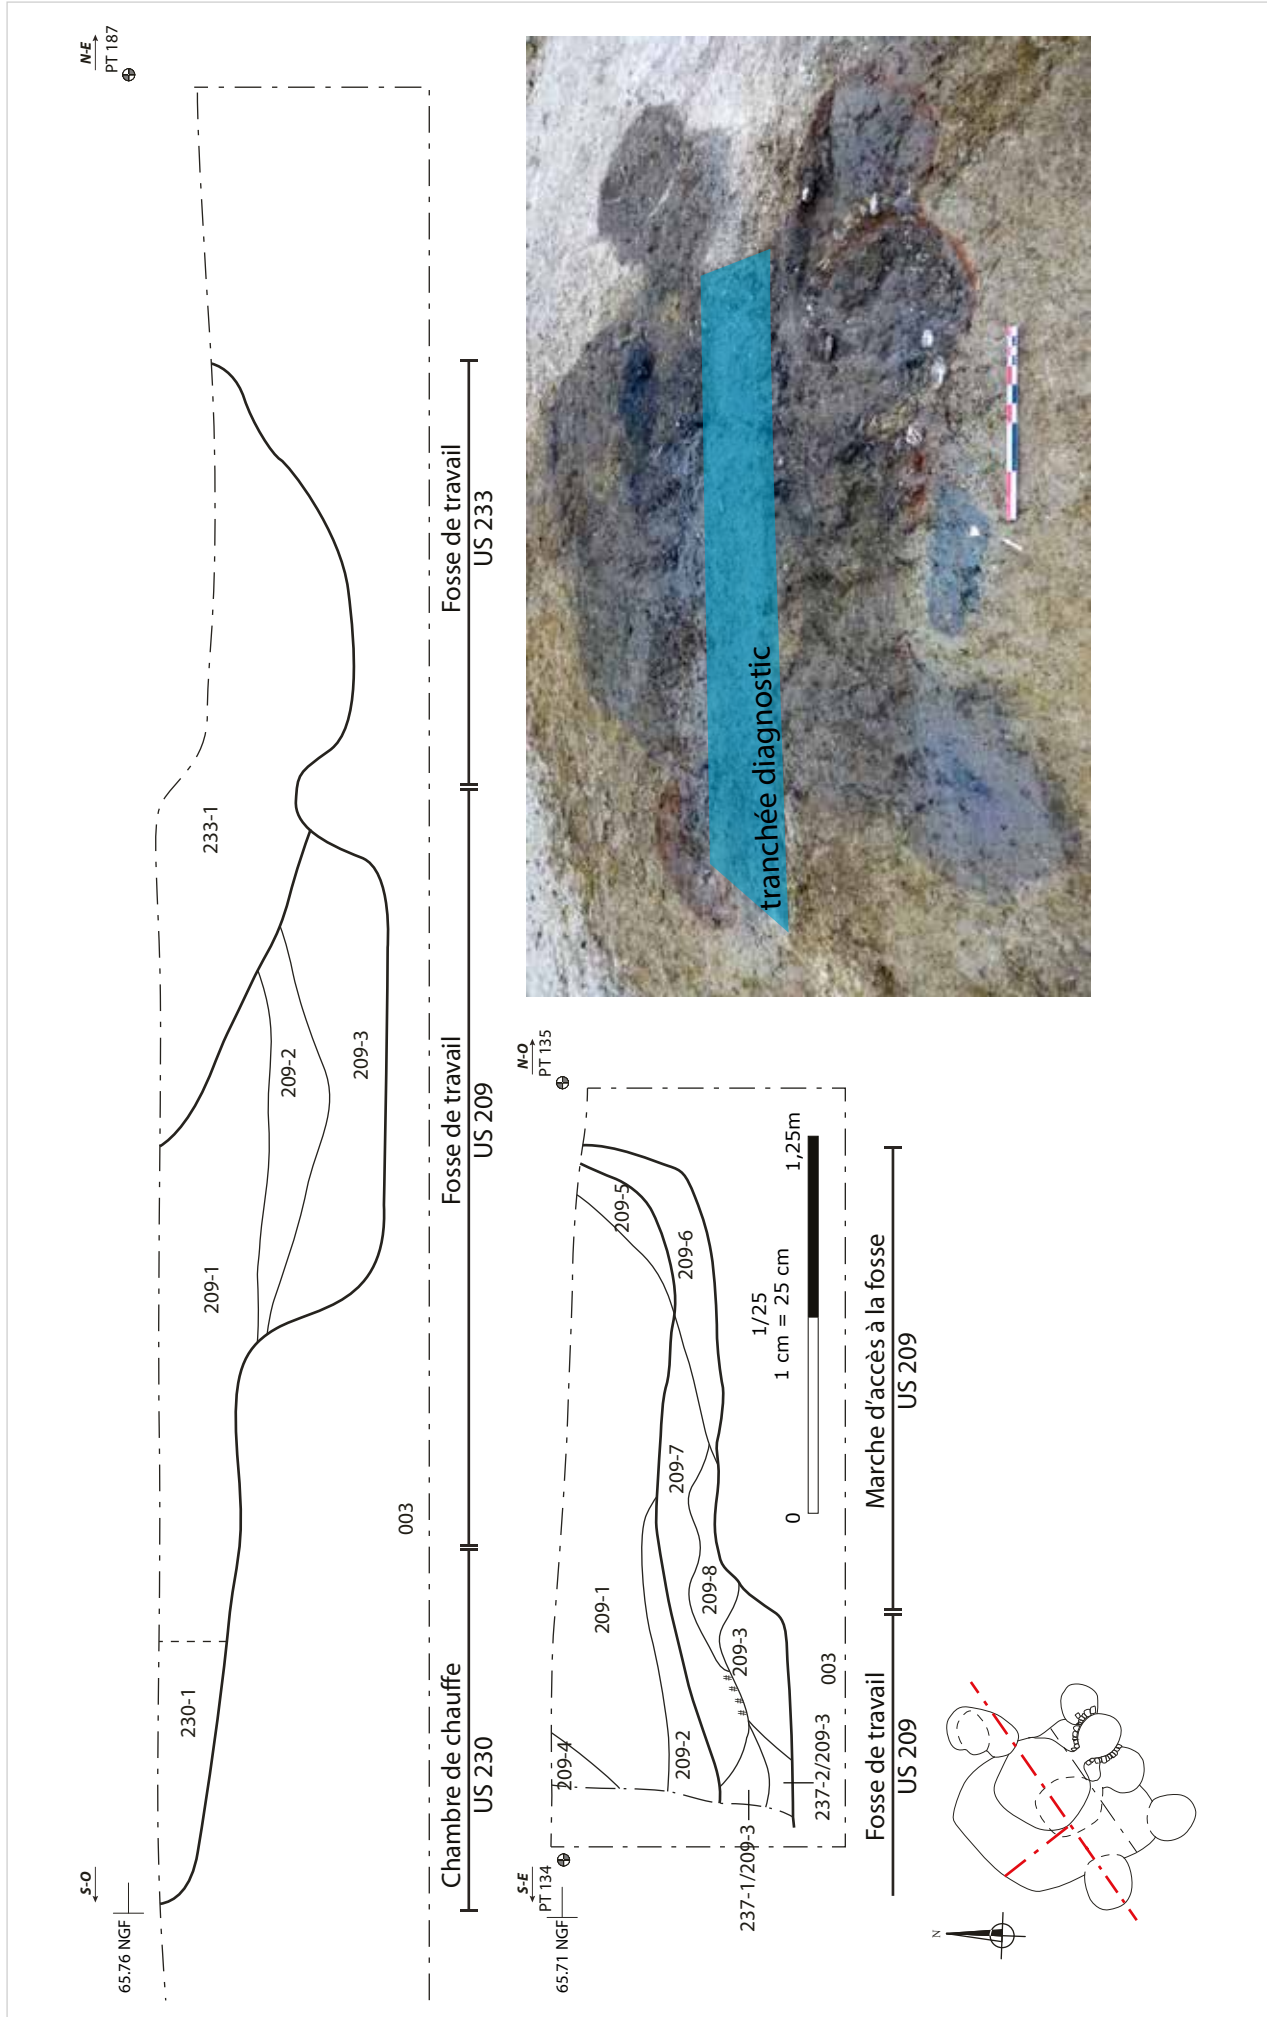 S-O
65.76 NGF
N-E
PT 187
230-1
209-1
209-2
209-3
233-1
003
Chambre de chauffe
US 230
Fosse de travail
US 209
Fosse de travail
US 233
S-E
PT 134
65.71 NGF
N-O
PT 135
209-4
209-1
209-2
209-7
209-5
209-6
209-8
209-3
237-1/209-3
237-2/209-3
003
0
1/25
1 cm = 25 cm
1,25m
Fosse de travail
US 209
Marche d'accès à la fosse
US 209
tranchée diagnostic
N